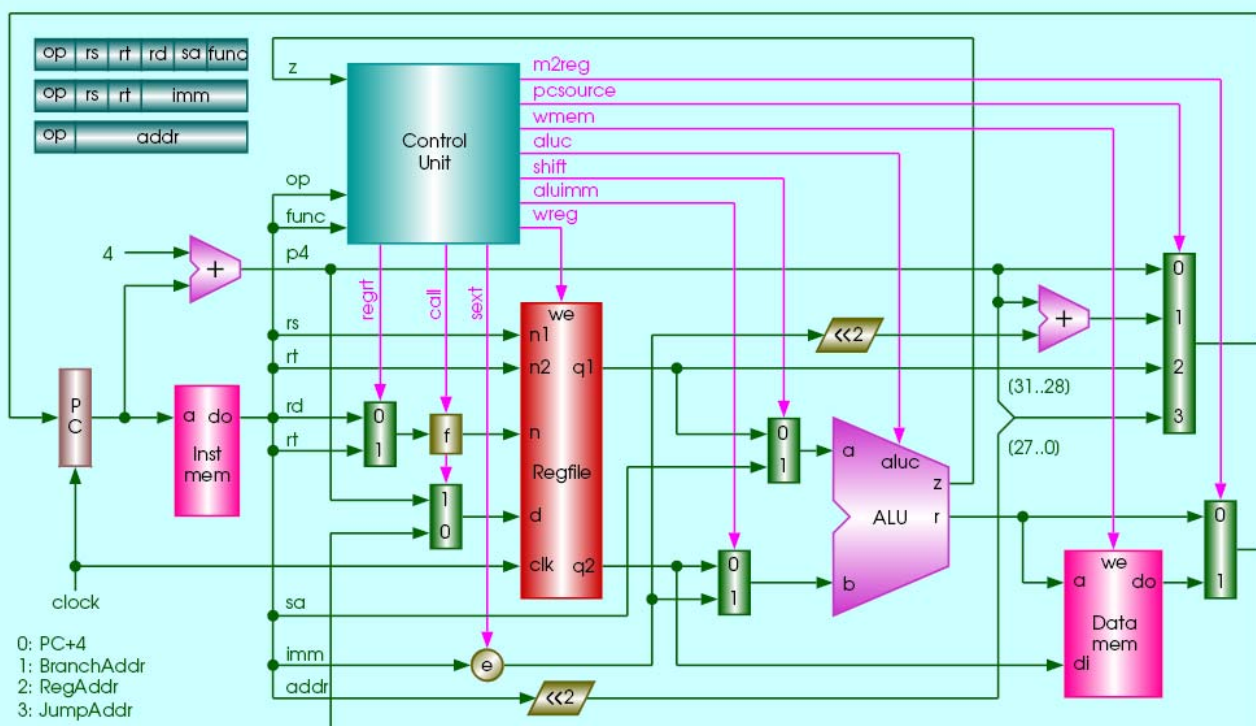 op rs rt rd sa func
op rs rt imm
op addr
z
Control
Unit
m2reg
pcsource
wmem
aluc
shift
aluimm
wreg
op
func
4
+
p4
regrt
call
sext
0
1
2
3
+
<<2
(31..28)
(27..0)
rs
rt
rd
rt
we
n1
n2
q1
n
Regfile
d
clk
q2
0
1
f
1
0
PC
a do
Inst
mem
0
1
a
aluc
z
r
ALU
b
0
1
0
1
we
a do
Data
mem
di
clock
sa
imm
e
addr
<<2
0: PC+4
1: BranchAddr
2: RegAddr
3: JumpAddr